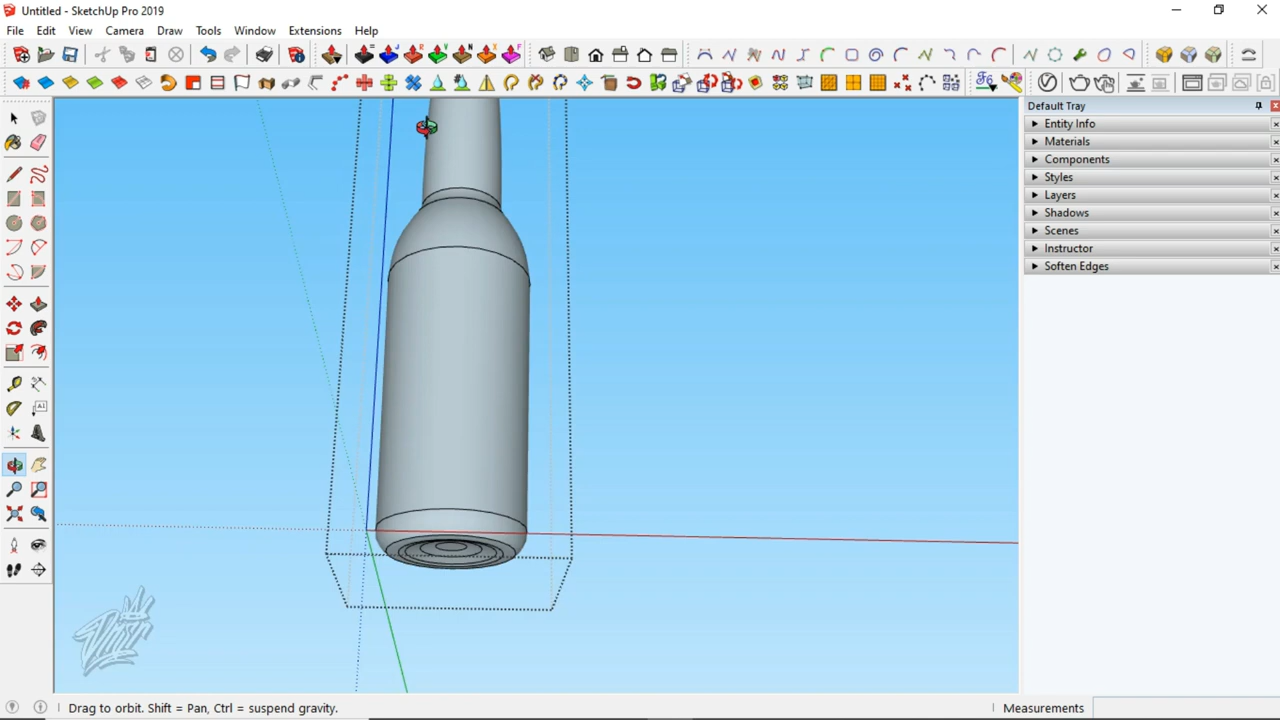 Untitled - SketchUp Pro 2019
File Edit View Camera Draw Tools Window Extensions Help
Default Tray
Entity Info
Materials
Components
Styles
Layers
Shadows
Scenes
Instructor
Soften Edges
Drag to orbit. Shift = Pan, Ctrl = suspend gravity.
Measurements